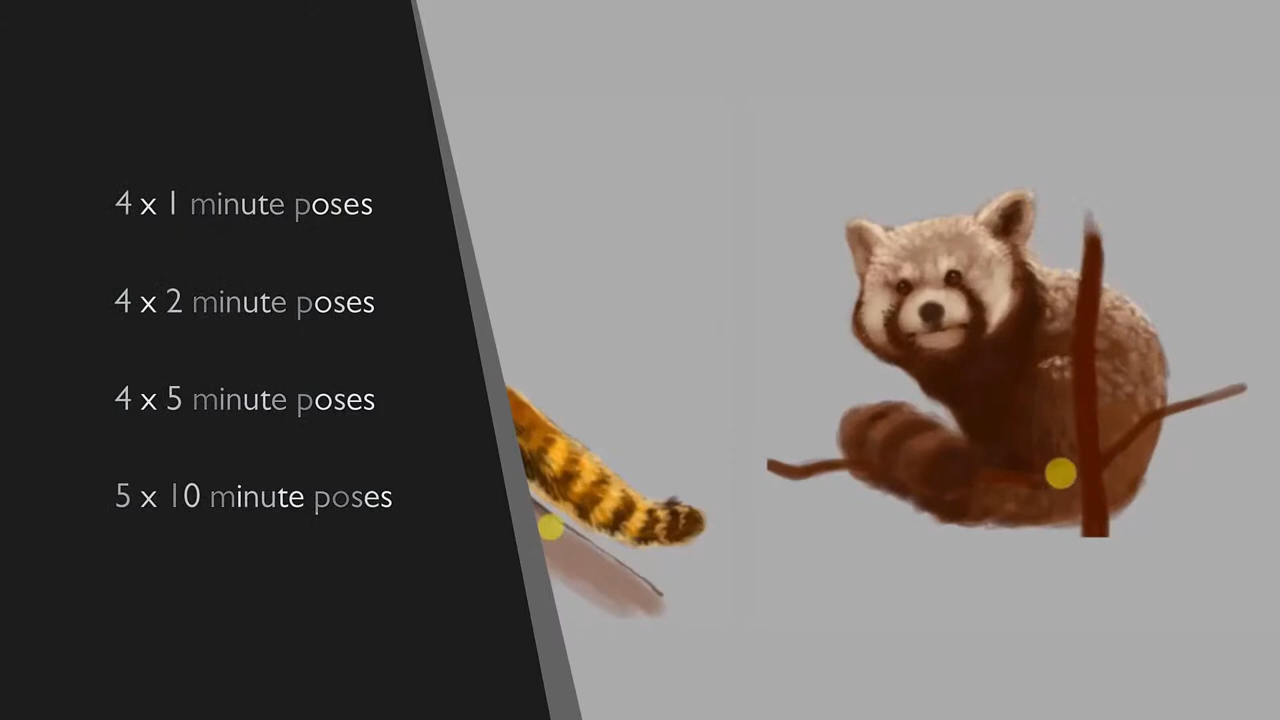 4 x 1 minute poses
4 x 2 minute poses
4 x 5 minute poses
5 x 10 minute poses